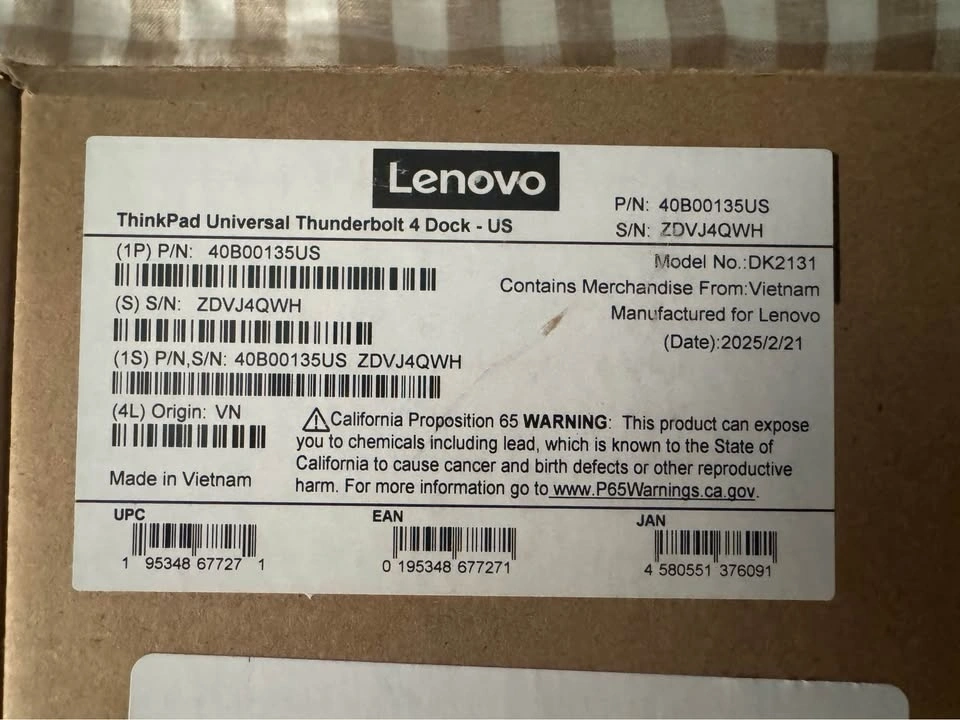 Lenovo
ThinkPad Universal Thunderbolt 4 Dock - US
P/N: 40B00135US
S/N: ZDVJ4QWH
(1P) P/N: 40B00135US
(S) S/N: ZDVJ4QWH
(1S) P/N,S/N: 40B00135US ZDVJ4QWH
(4L) Origin: VN
Made in Vietnam
Model No.:DK2131
Contains Merchandise From:Vietnam
Manufactured for Lenovo
(Date):2025/2/21
⚠California Proposition 65 WARNING: This product can expose
you to chemicals including lead, which is known to the State of
California to cause cancer and birth defects or other reproductive
harm. For more information go to www.P65Warnings.ca.gov.
UPC
1 95348 67727 1
EAN
0 195348 677271
JAN
4 580551 376091